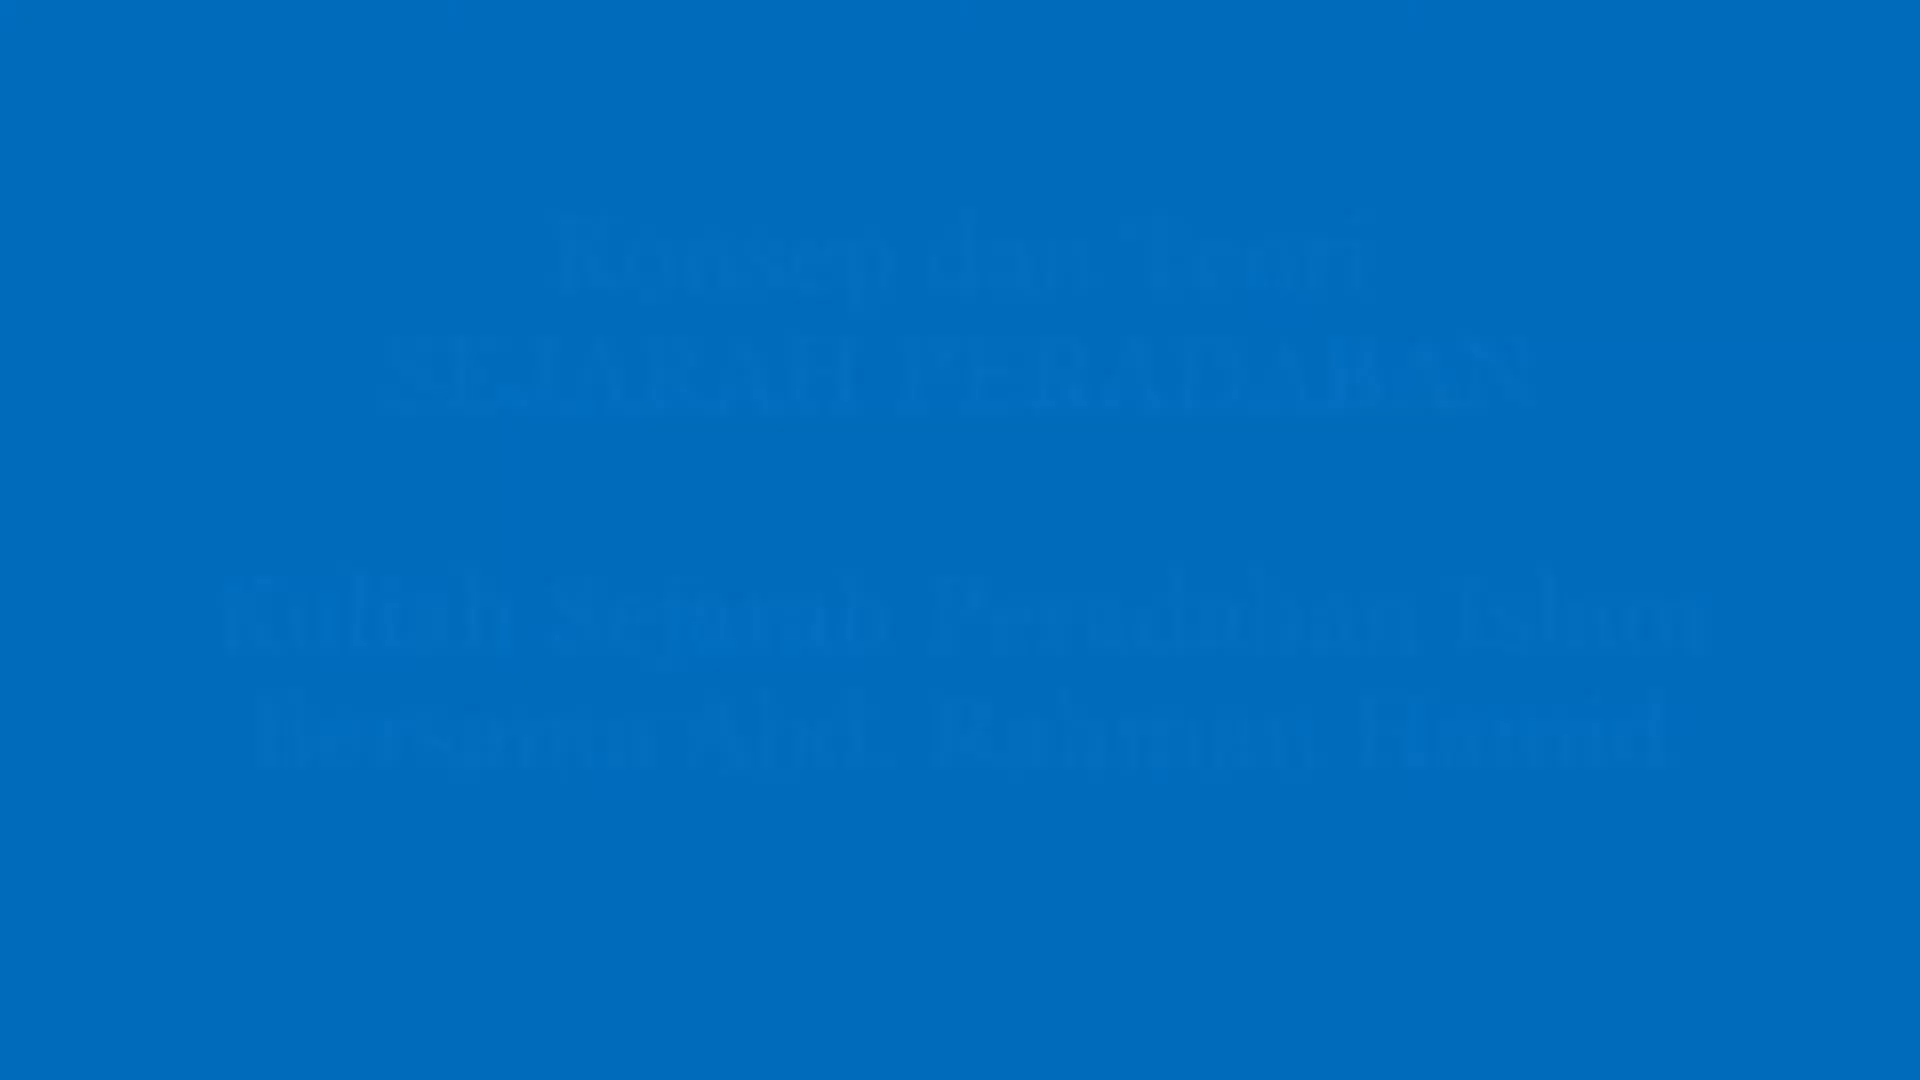 Konsep dan Teori
SEJARAH PERADABAN
Kuliah Sejarah Peradaban Islam
Bersama Abd. Rahman Hamid